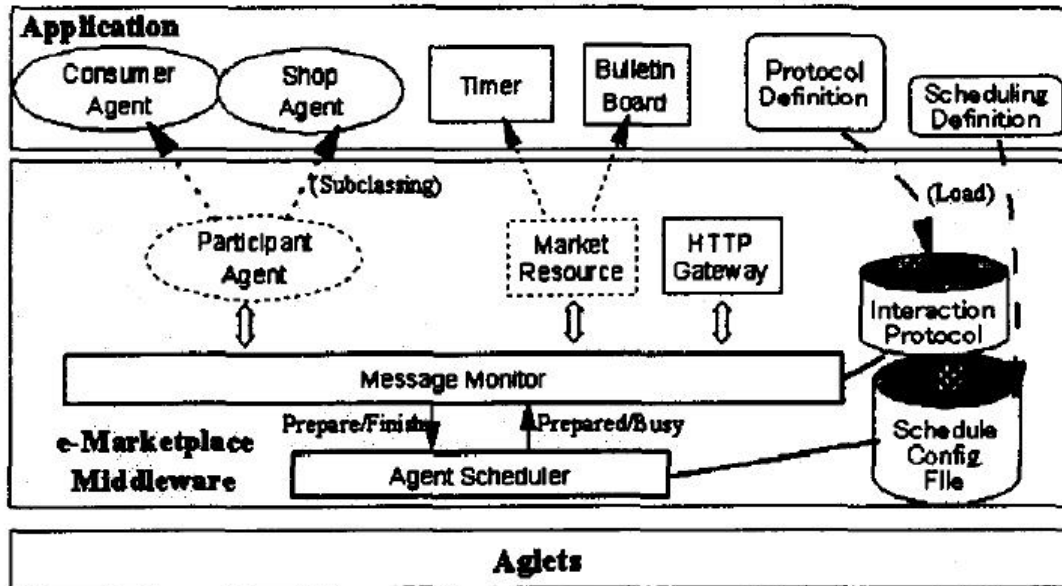 Application
Consumer
Agent
Shop
Agent
Timer
Bulletin
Board
Protocol
Definition
Scheduling
Definition
(Subclassing)
(Load)
Participant
Agent
Market
Resource
HTTP
Gateway
Interaction
Protocol
Message Monitor
Prepare/Finish
Prepared/Busy
e-Marketplace
Middleware
Agent Scheduler
Schedule
Config
File
Aglets